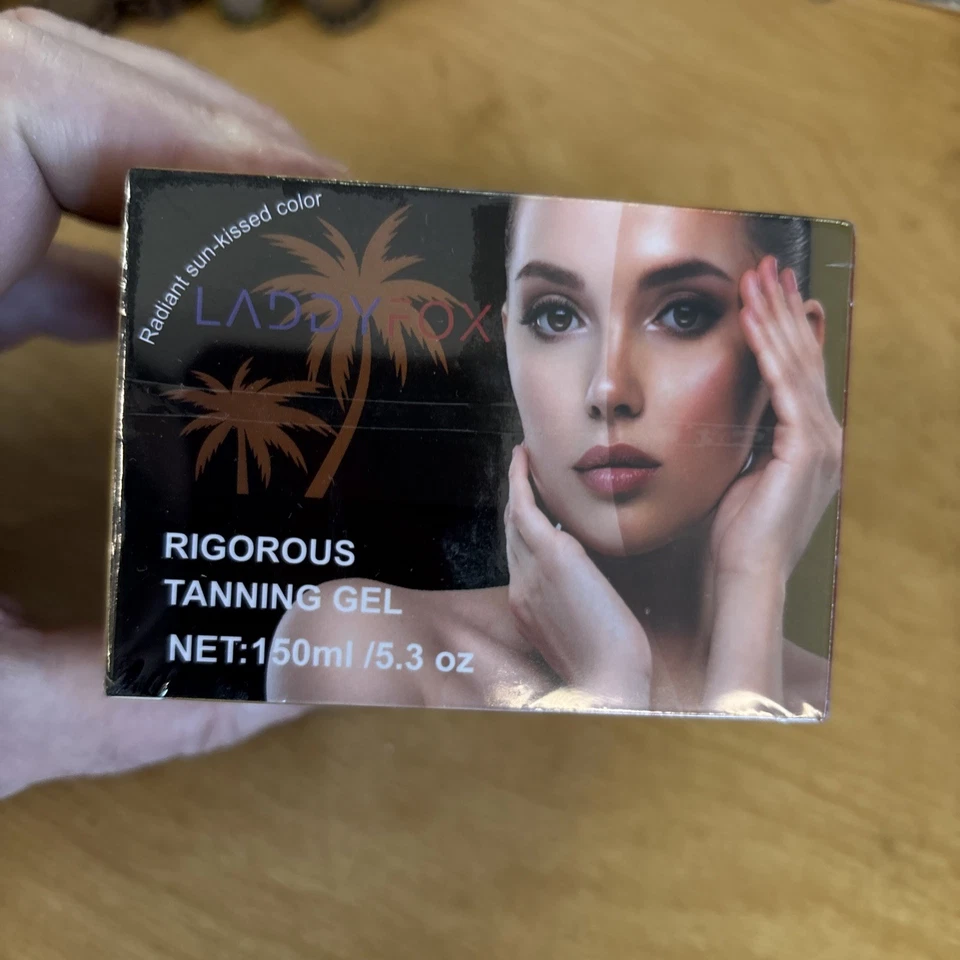 Radiant sun-kissed color
LADDYFOX
RIGOROUS
TANNING GEL
NET:150ml /5.3 oz